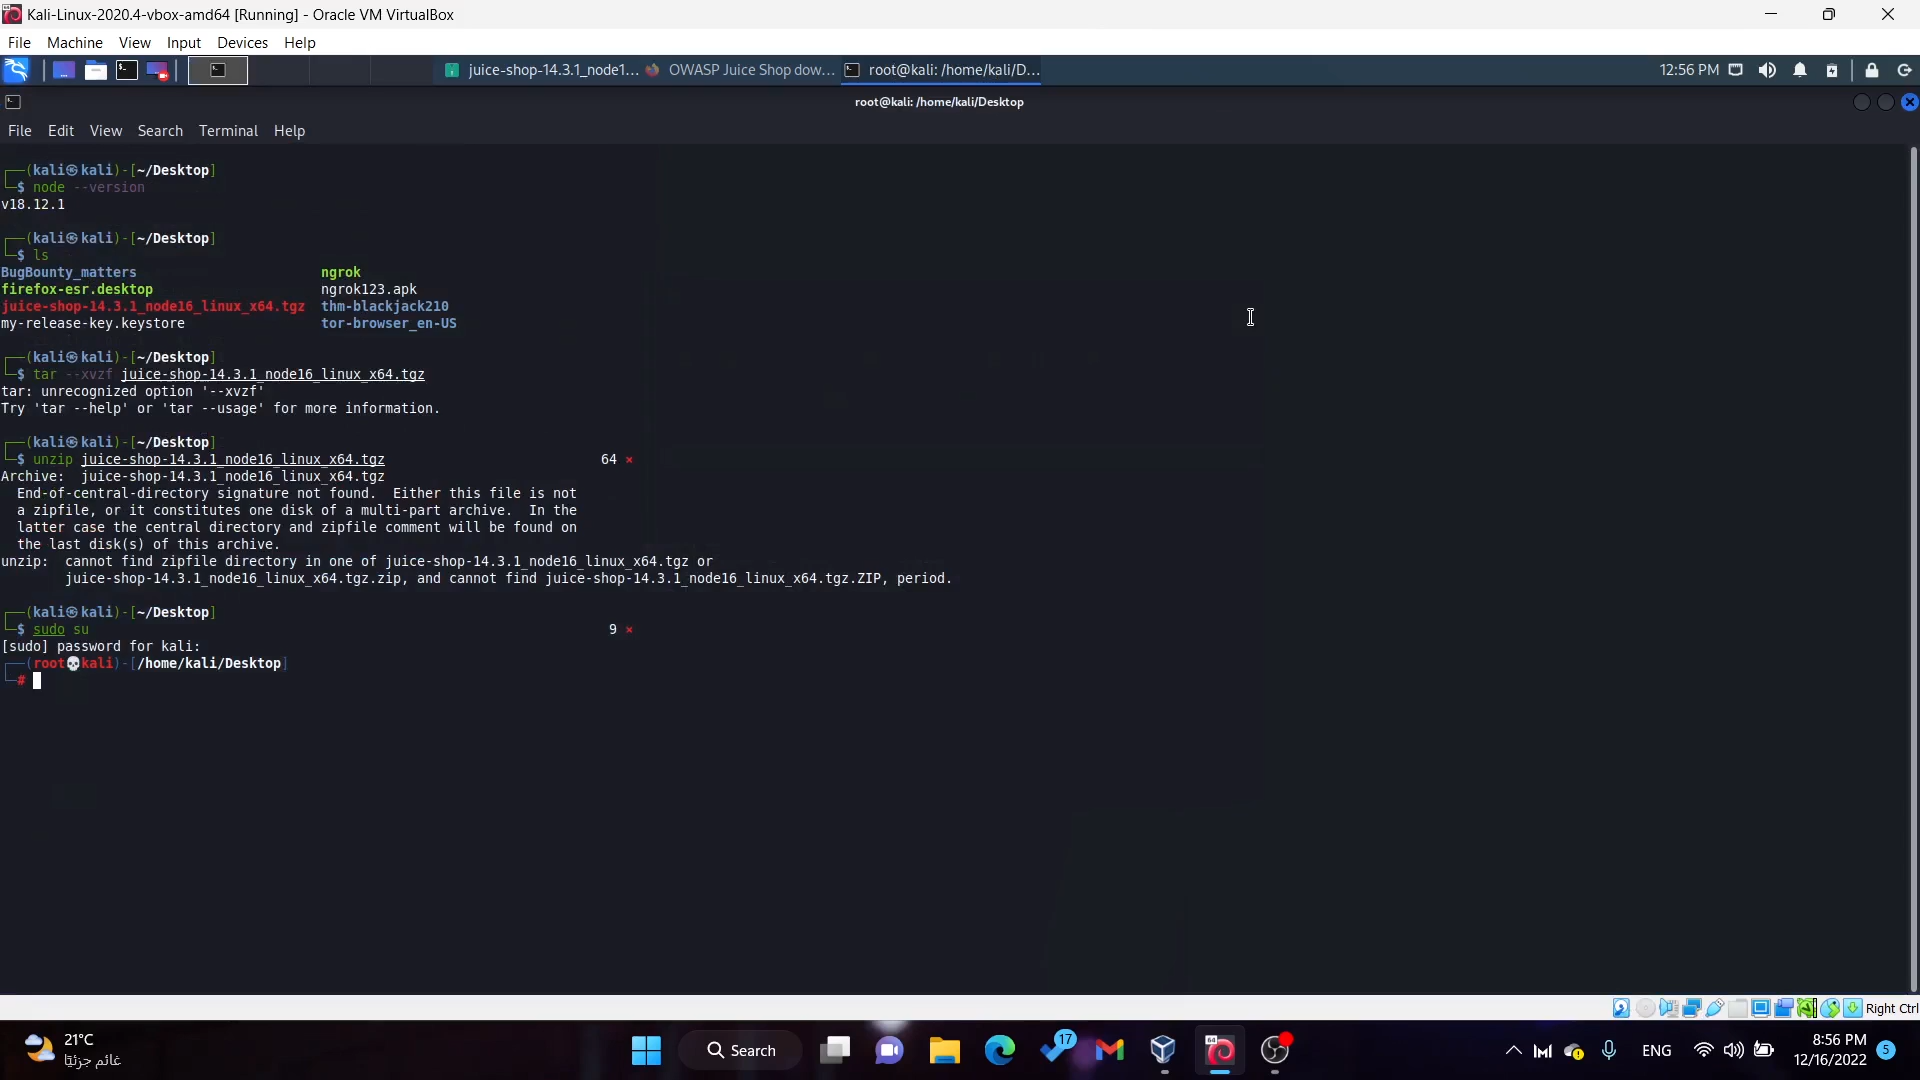 Kali-Linux-2020.4-vbox-amd64 [Running] - Oracle VM VirtualBox
File Machine View Input Devices Help
juice-shop-14.3.1_node1... OWASP Juice Shop dow... root@kali: /home/kali/D... 12:56 PM
root@kali: /home/kali/Desktop
File Edit View Search Terminal Help
┌──(kali㉿kali)-[~/Desktop]
└─$ node --version
v18.12.1
┌──(kali㉿kali)-[~/Desktop]
└─$ ls
BugBounty_matters ngrok
firefox-esr.desktop ngrok123.apk
juice-shop-14.3.1_node16_linux_x64.tgz thm-blackjack210
my-release-key.keystore tor-browser_en-US
┌──(kali㉿kali)-[~/Desktop]
└─$ tar --xvzf juice-shop-14.3.1_node16_linux_x64.tgz
tar: unrecognized option '--xvzf'
Try 'tar --help' or 'tar --usage' for more information.
┌──(kali㉿kali)-[~/Desktop]
└─$ unzip juice-shop-14.3.1_node16_linux_x64.tgz 64 ⨯
Archive:  juice-shop-14.3.1_node16_linux_x64.tgz
End-of-central-directory signature not found.  Either this file is not
a zipfile, or it constitutes one disk of a multi-part archive.  In the
latter case the central directory and zipfile comment will be found on
the last disk(s) of this archive.
unzip:  cannot find zipfile directory in one of juice-shop-14.3.1_node16_linux_x64.tgz or
juice-shop-14.3.1_node16_linux_x64.tgz.zip, and cannot find juice-shop-14.3.1_node16_linux_x64.tgz.ZIP, period.
┌──(kali㉿kali)-[~/Desktop]
└─$ sudo su 9 ⨯
[sudo] password for kali:
┌──(root💀kali)-[/home/kali/Desktop]
└─#
Right Ctrl
21°C
غائم جزئيًا
Search
17
ENG
8:56 PM
12/16/2022
5